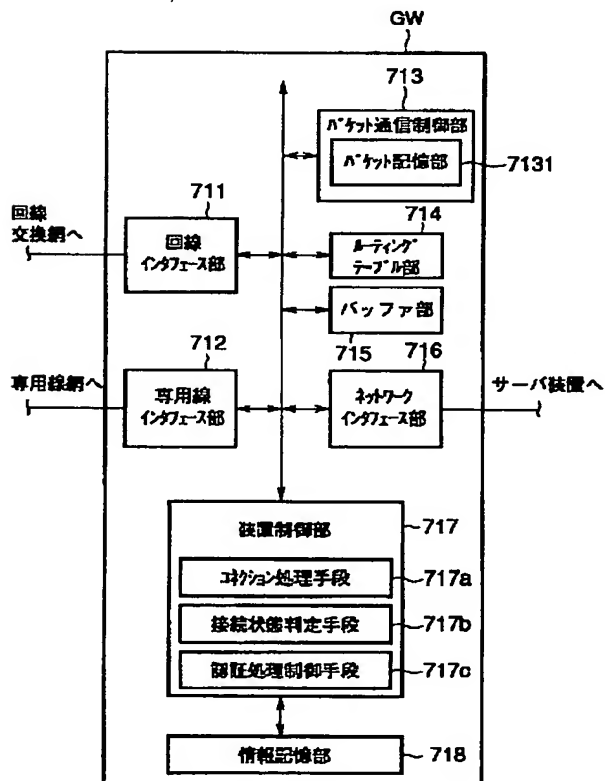 GW
713
パケット通信制御部
パケット記憶部
7131
711
回線
交換網へ
回線
インタフェース部
714
ルーティング
テーブル部
バッファ部
715
712
716
専用線網へ
専用線
インタフェース部
ネットワーク
インタフェース部
サーバ装置へ
装置制御部
717
コネクション処理手段
717a
接続状態判定手段
717b
認証処理制御手段
717c
情報記憶部
718